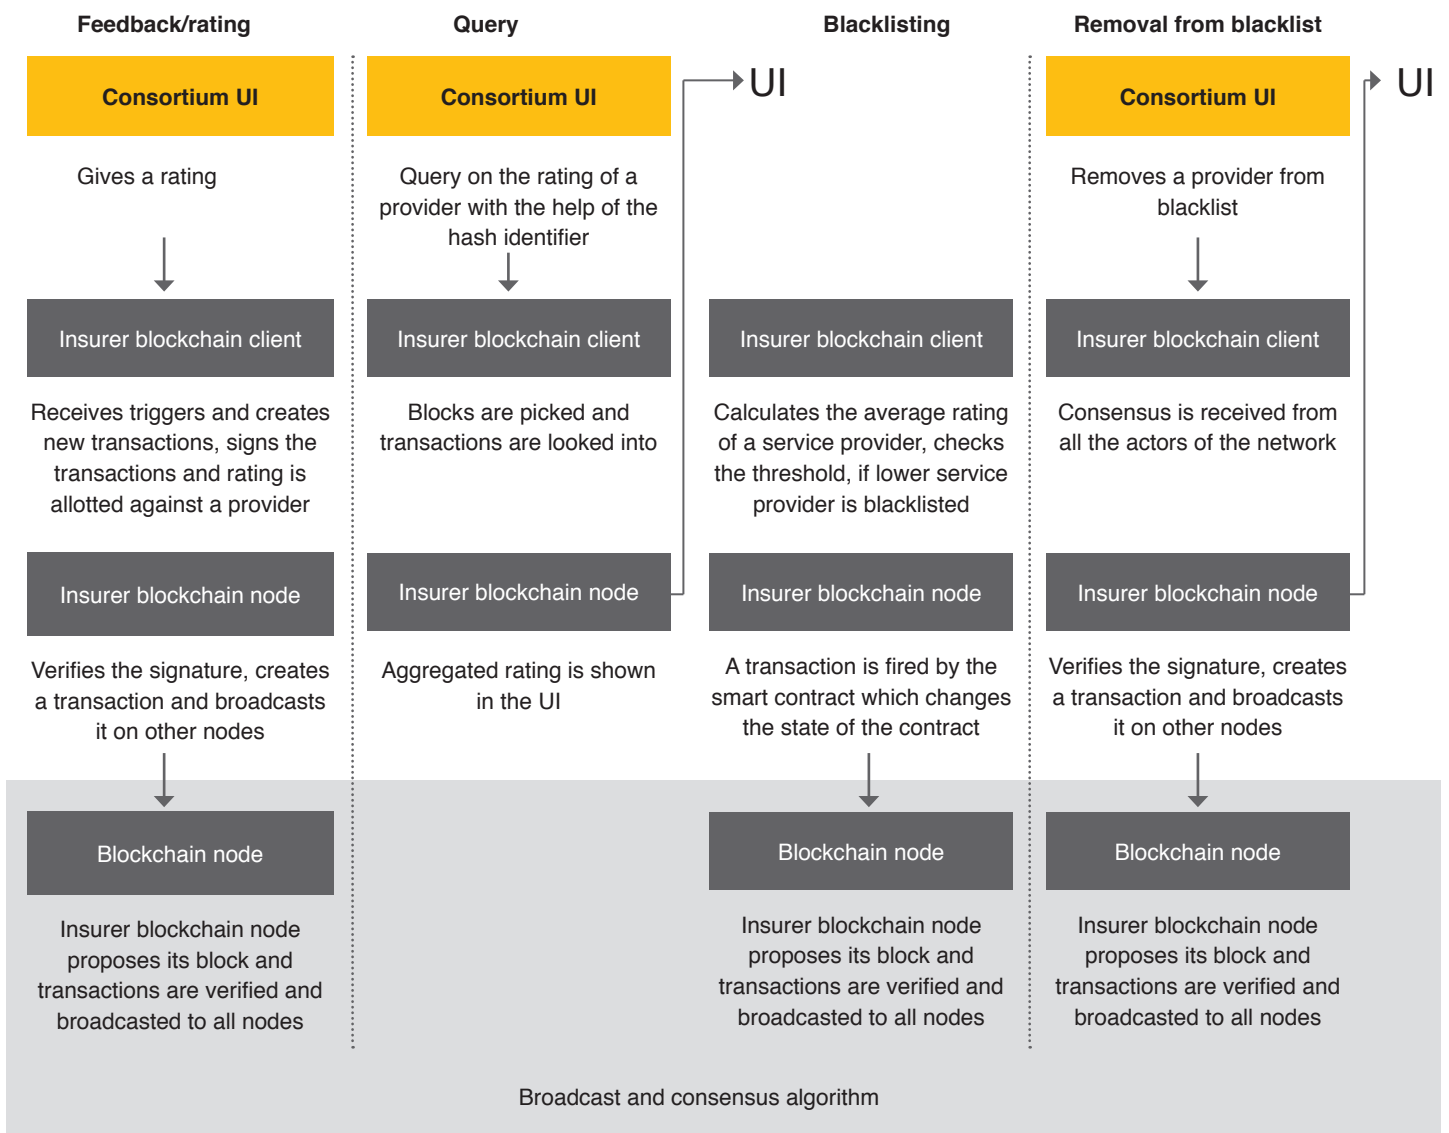 Feedback/rating
Consortium UI
Gives a rating
Insurer blockchain client
Receives triggers and creates
new transactions, signs the
transactions and rating is
allotted against a provider
Insurer blockchain node
Verifies the signature, creates
a transaction and broadcasts
it on other nodes
Blockchain node
Insurer blockchain node
proposes its block and
transactions are verified and
broadcasted to all nodes
Query
Consortium UI
Query on the rating of a
provider with the help of the
hash identifier
Insurer blockchain client
Blocks are picked and
transactions are looked into
Insurer blockchain node
Aggregated rating is shown
in the UI
UI
Blacklisting
Insurer blockchain client
Calculates the average rating
of a service provider, checks
the threshold, if lower service
provider is blacklisted
Insurer blockchain node
A transaction is fired by the
smart contract which changes
the state of the contract
Blockchain node
Insurer blockchain node
proposes its block and
transactions are verified and
broadcasted to all nodes
Removal from blacklist
Consortium UI
Removes a provider from
blacklist
Insurer blockchain client
Consensus is received from
all the actors of the network
Insurer blockchain node
Verifies the signature, creates
a transaction and broadcasts
it on other nodes
Blockchain node
Insurer blockchain node
proposes its block and
transactions are verified and
broadcasted to all nodes
UI
Broadcast and consensus algorithm